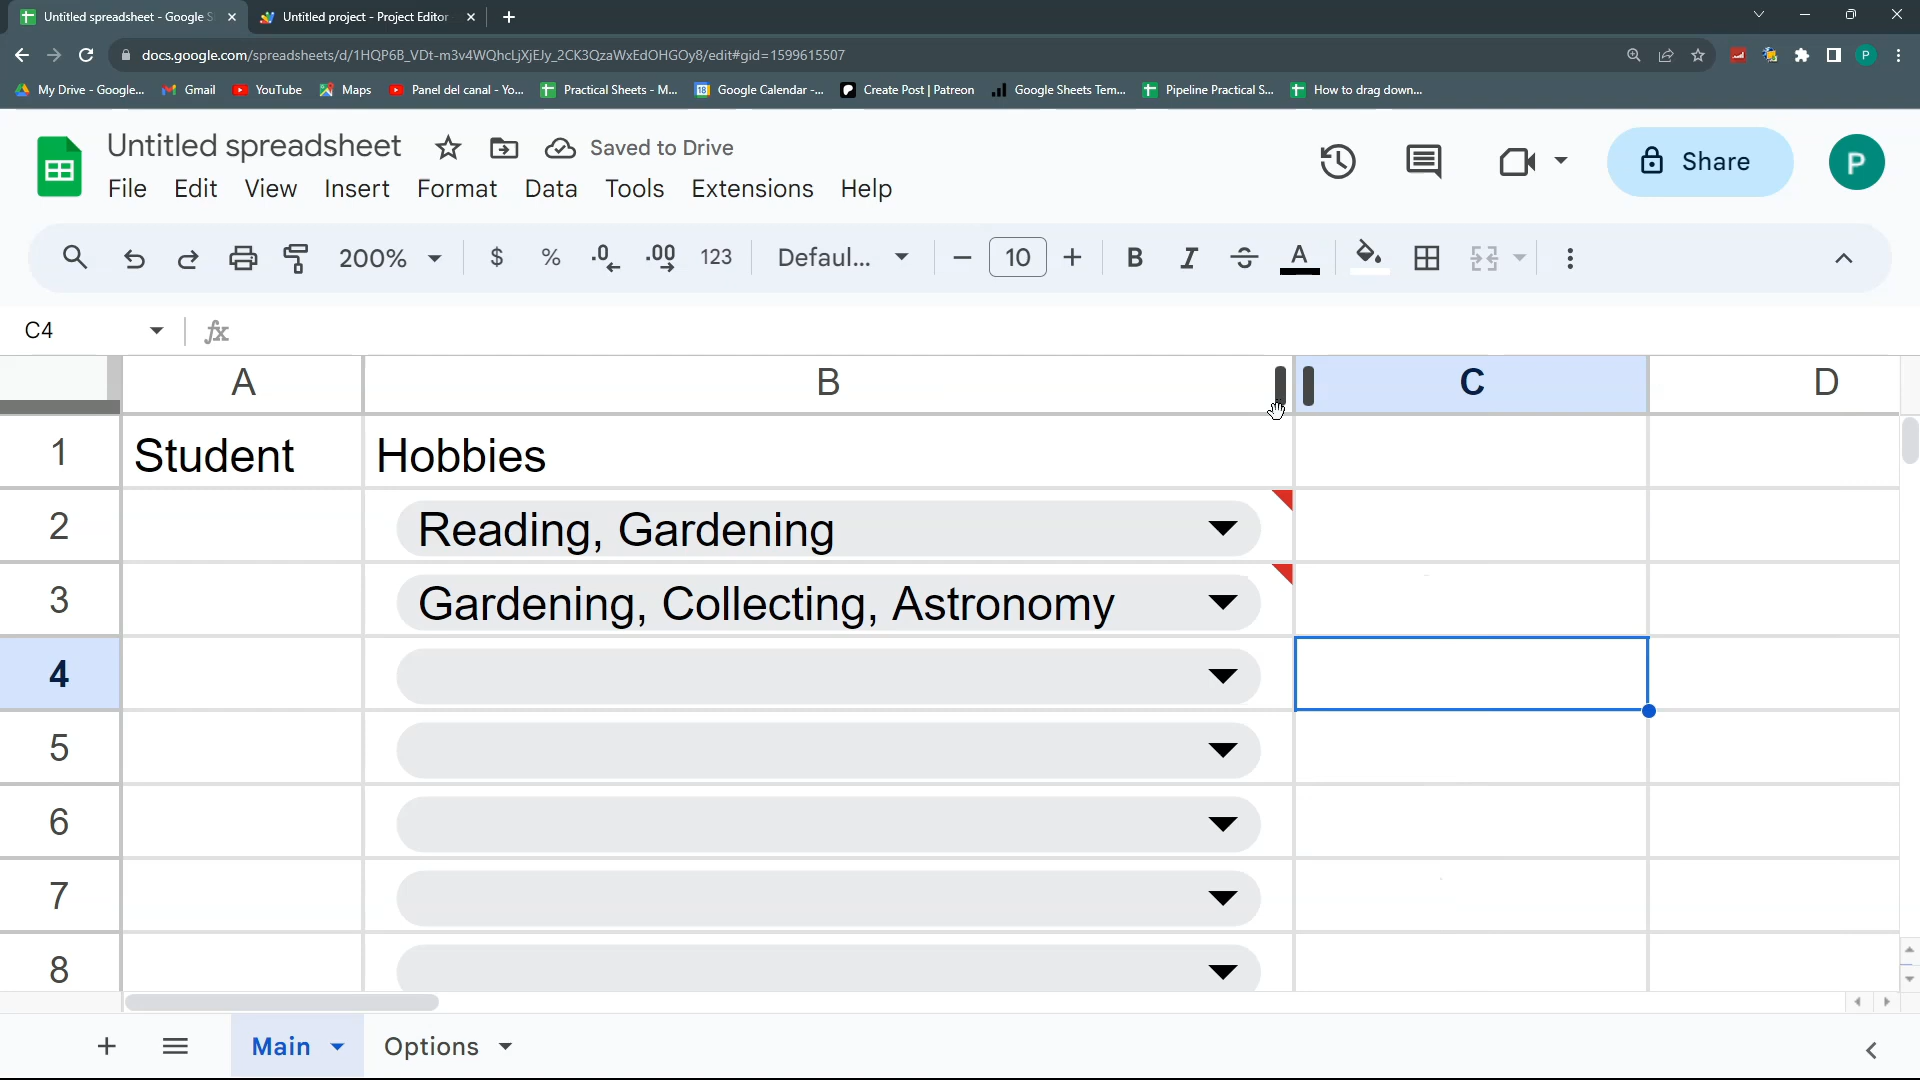 Untitled spreadsheet - Google S
Untitled project - Project Editor
docs.google.com/spreadsheets/d/1HQP6B_VDt-m3v4WQhcLjXjEJy_2CK3QzaWxEdOHGOy8/edit#gid=1599615507
My Drive - Google... Gmail YouTube Maps Panel del canal - Yo... Practical Sheets - M... Google Calendar -... Create Post | Patreon Google Sheets Tem... Pipeline Practical S... How to drag down...
Untitled spreadsheet Saved to Drive
File Edit View Insert Format Data Tools Extensions Help
Share P
200% $ % .0 .00 123 Defaul... 10 B I A
C4 fx
A B C D
1 Student Hobbies
2 Reading, Gardening
3 Gardening, Collecting, Astronomy
4
5
6
7
8
Main Options